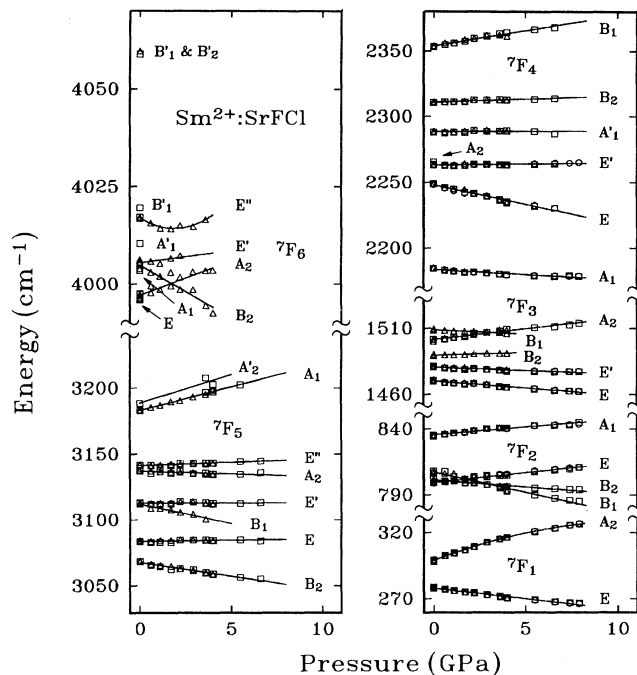 Energy (cm⁻¹)
4050
4025
4000
3200
3150
3100
3050
B'₁ & B'₂
Sm²⁺:SrFCl
B'₁
E"
A'₁
E'
⁷F₆
A₂
A₁
E
B₂
A'₂
A₁
⁷F₅
E"
A₂
E'
B₁
E
B₂
0
5
10
2350
2300
2250
2200
1510
1460
840
790
320
270
B₁
⁷F₄
B₂
A'₁
A₂
E'
E
A₁
⁷F₃
A₂
B₁
B₂
E'
E
A₁
⁷F₂
E
B₂
B₁
A₂
⁷F₁
E
0
5
10
Pressure (GPa)